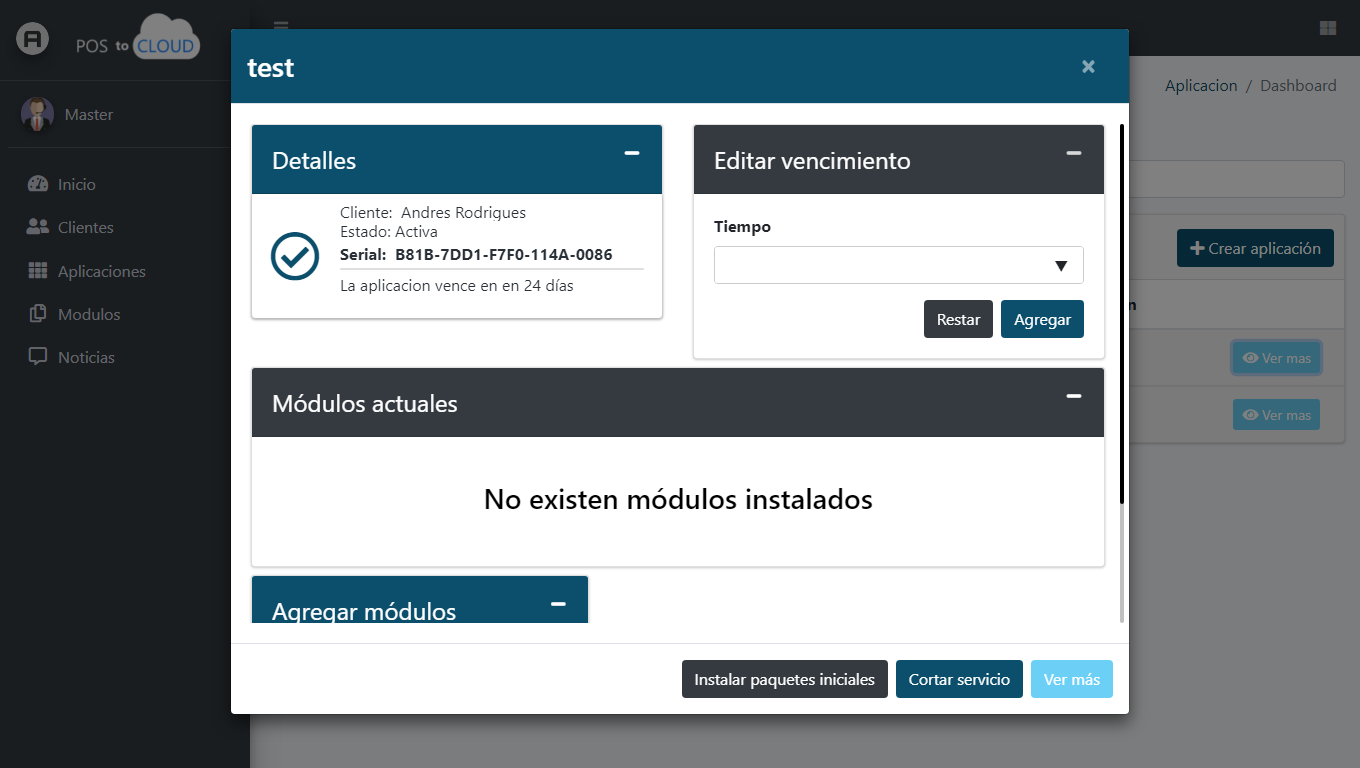 POS to CLOUD
Master
Inicio
Clientes
Aplicaciones
Modulos
Noticias
Aplicacion / Dashboard
Crear aplicación
Ver mas
Ver mas
test
×
Detalles
Cliente: Andres Rodrigues
Estado: Activa
Serial: B81B-7DD1-F7F0-114A-0086
La aplicacion vence en en 24 días
Editar vencimiento
Tiempo
Restar
Agregar
Módulos actuales
No existen módulos instalados
Agregar módulos
Instalar paquetes iniciales
Cortar servicio
Ver más